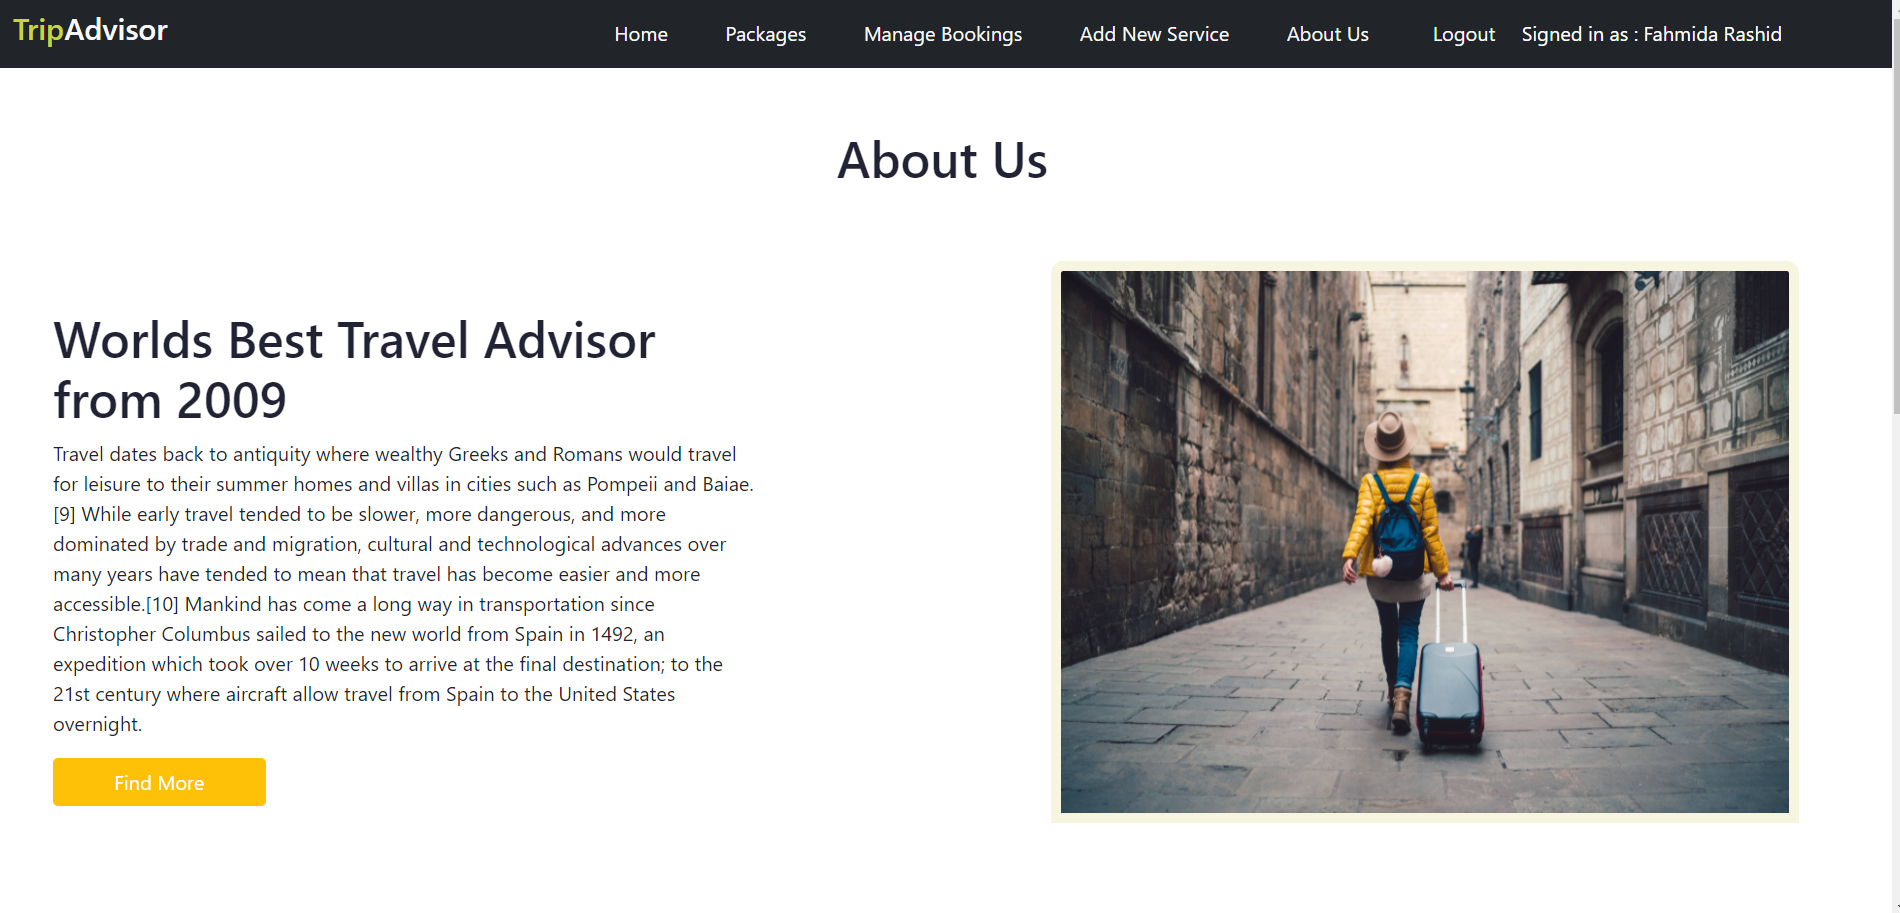 TripAdvisor
Home Packages Manage Bookings Add New Service About Us Logout Signed in as : Fahmida Rashid
About Us
Worlds Best Travel Advisor
from 2009
Travel dates back to antiquity where wealthy Greeks and Romans would travel
for leisure to their summer homes and villas in cities such as Pompeii and Baiae.
[9] While early travel tended to be slower, more dangerous, and more
dominated by trade and migration, cultural and technological advances over
many years have tended to mean that travel has become easier and more
accessible.[10] Mankind has come a long way in transportation since
Christopher Columbus sailed to the new world from Spain in 1492, an
expedition which took over 10 weeks to arrive at the final destination; to the
21st century where aircraft allow travel from Spain to the United States
overnight.
Find More